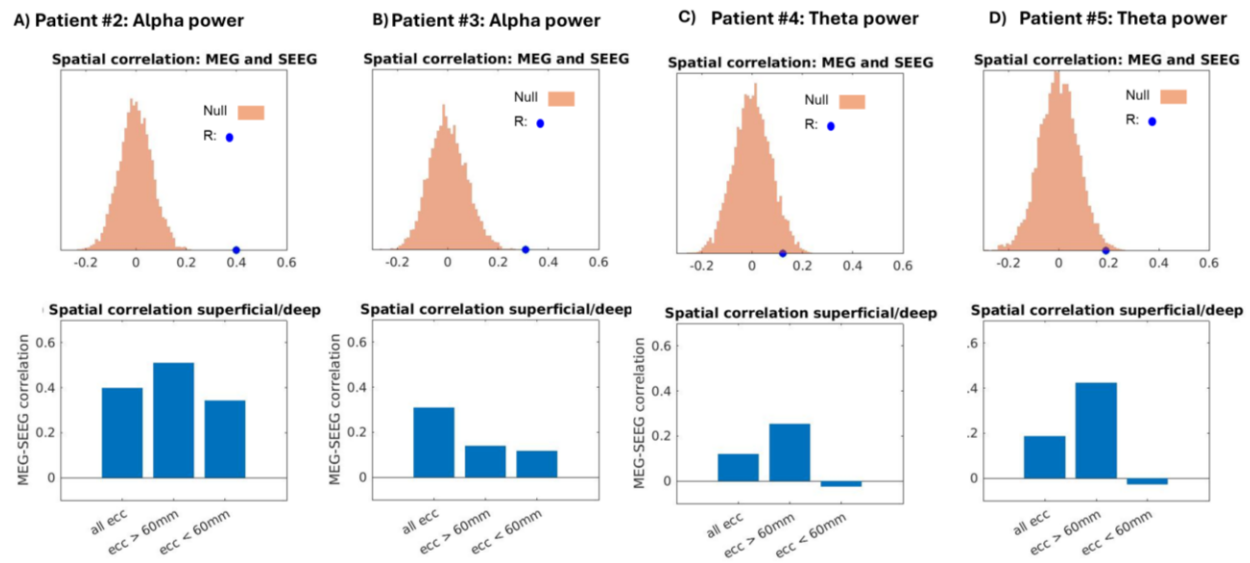 A) Patient #2: Alpha power
Spatial correlation: MEG and SEEG
Null
R:
-0.2 0 0.2 0.4 0.6
Spatial correlation superficial/deep
MEG-SEEG correlation
0.6
0.4
0.2
0
all ecc
ecc > 60mm
ecc < 60mm
B) Patient #3: Alpha power
Spatial correlation: MEG and SEEG
Null
R:
-0.2 0 0.2 0.4 0.6
Spatial correlation superficial/deep
MEG-SEEG correlation
0.6
0.4
0.2
0
all ecc
ecc > 60mm
ecc < 60mm
C) Patient #4: Theta power
Spatial correlation: MEG and SEEG
Null
R:
-0.2 0 0.2 0.4 0.6
Spatial correlation superficial/deep
MEG-SEEG correlation
0.6
0.4
0.2
0
all ecc
ecc > 60mm
ecc < 60mm
D) Patient #5: Theta power
Spatial correlation: MEG and SEEG
Null
R:
-0.2 0 0.2 0.4 0.6
Spatial correlation superficial/deep
.6
0.4
.2
0
all ecc
ecc > 60mm
ecc < 60mm